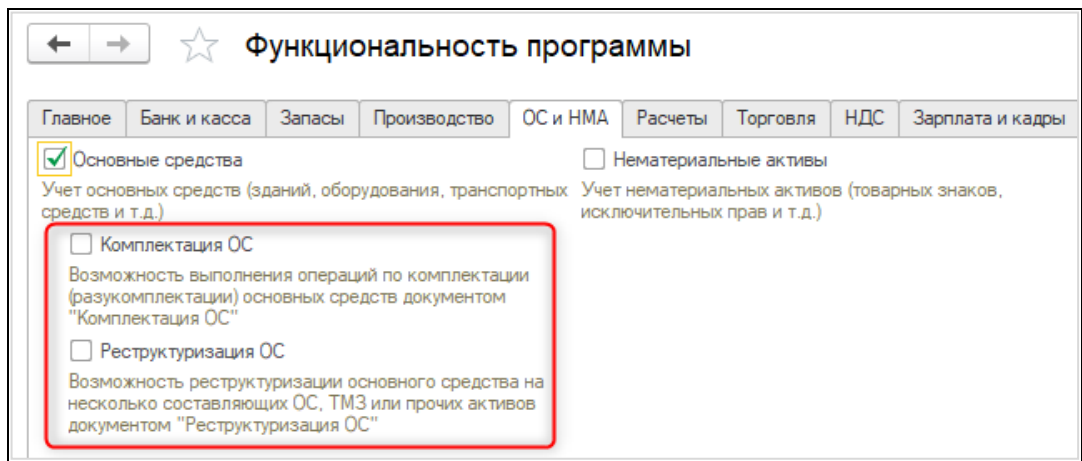 Функциональность программы
Главное Банк и касса Запасы Производство ОС и НМА Расчеты Торговля НДС Зарплата и кадры
Основные средства
Учет основных средств (зданий, оборудования, транспортных
средств и т.д.)
Комплектация ОС
Возможность выполнения операций по комплектации
(разукомплектации) основных средств документом
"Комплектация ОС"
Реструктуризация ОС
Возможность реструктуризации основного средства на
несколько составляющих ОС, ТМЗ или прочих активов
документом "Реструктуризация ОС"
Нематериальные активы
Учет нематериальных активов (товарных знаков,
исключительных прав и т.д.)